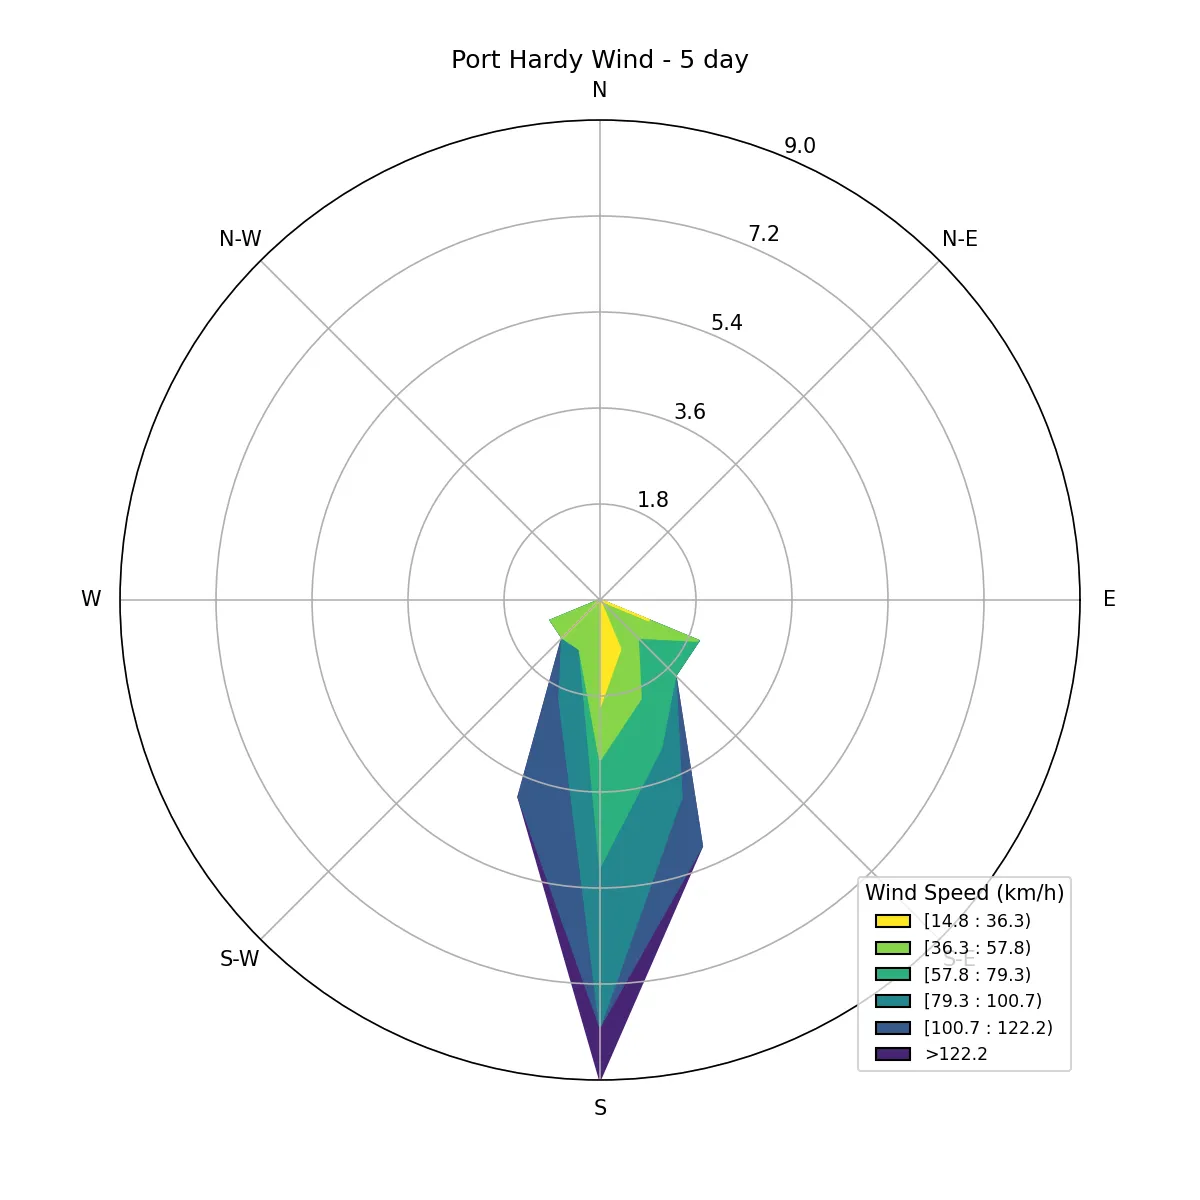 Port Hardy Wind - 5 day
N
9.0
N-W
N-E
7.2
5.4
3.6
1.8
W
E
S-W
S-E
Wind Speed (km/h)
[14.8 : 36.3)
[36.3 : 57.8)
[57.8 : 79.3)
[79.3 : 100.7)
[100.7 : 122.2)
>122.2
S